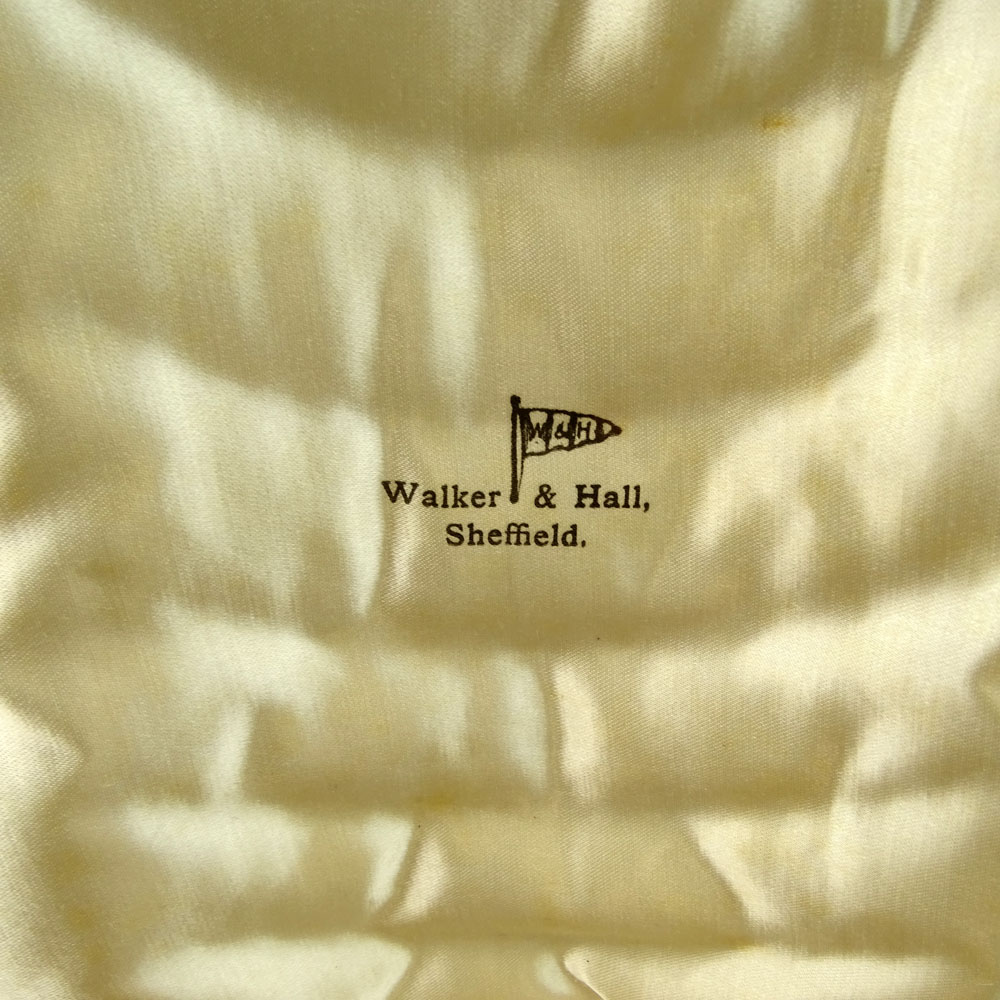 W & H
Walker & Hall,
Sheffield.